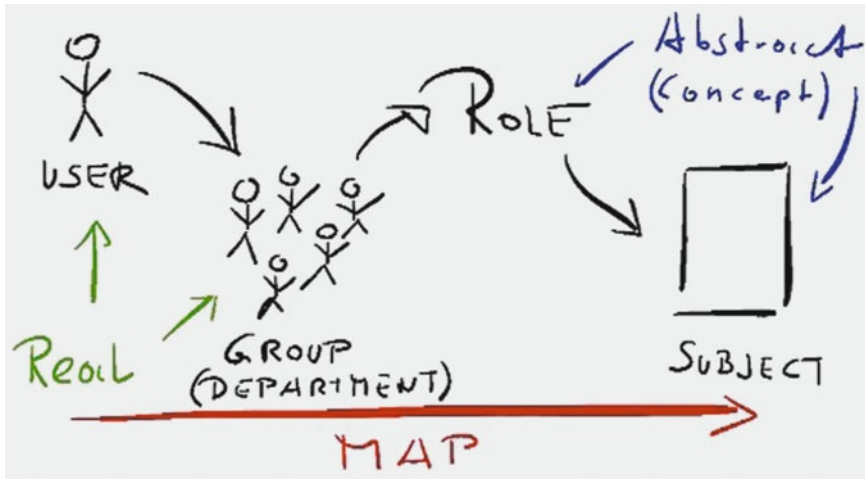 Abstract
(Concept)
ROLE
USER
Real
GROUP
(DEPARTMENT)
SUBJECT
MAP